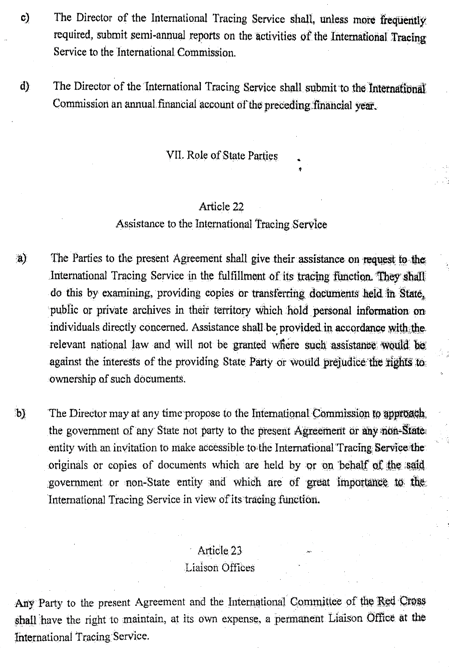 c) The Director of the International Tracing Service shall, unless more frequently
required, submit semi-annual reports on the activities of the International Tracing
Service to the International Commission.
d) The Director of the International Tracing Service shall submit to the International
Commission an annual financial account of the preceding financial year.
VII. Role of State Parties
Article 22
Assistance to the International Tracing Service
a) The Parties to the present Agreement shall give their assistance on request to the
International Tracing Service in the fulfillment of its tracing function. They shall
do this by examining, providing copies or transferring documents held in State,
public or private archives in their territory which hold personal information on
individuals directly concerned. Assistance shall be provided in accordance with the
relevant national law and will not be granted where such assistance would be
against the interests of the providing State Party or would prejudice the rights to
ownership of such documents.
b) The Director may at any time propose to the International Commission to approach
the government of any State not party to the present Agreement or any non-State
entity with an invitation to make accessible to the International Tracing Service the
originals or copies of documents which are held by or on behalf of the said
government or non-State entity and which are of great importance to the
International Tracing Service in view of its tracing function.
Article 23
Liaison Offices
Any Party to the present Agreement and the International Committee of the Red Cross
shall have the right to maintain, at its own expense, a permanent Liaison Office at the
International Tracing Service.